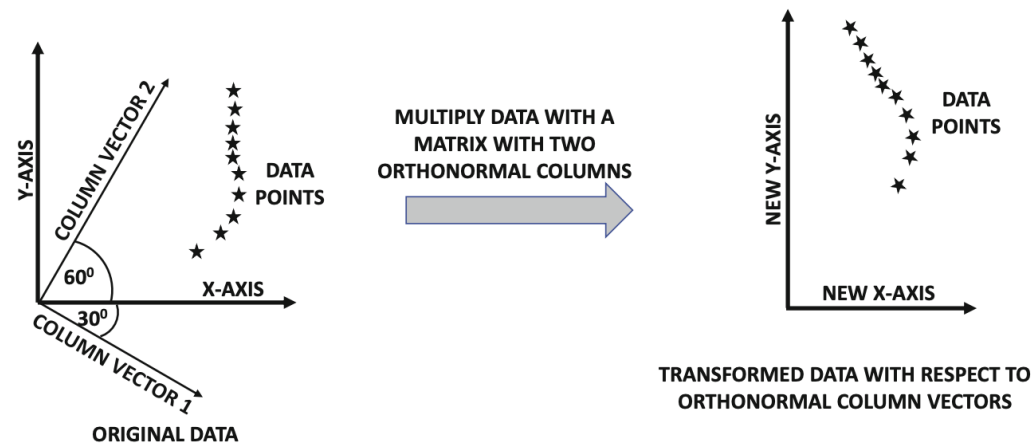 Y-AXIS
COLUMN VECTOR 2
60⁰
30⁰
X-AXIS
COLUMN VECTOR 1
DATA
POINTS
ORIGINAL DATA
MULTIPLY DATA WITH A
MATRIX WITH TWO
ORTHONORMAL COLUMNS
NEW Y-AXIS
DATA
POINTS
NEW X-AXIS
TRANSFORMED DATA WITH RESPECT TO
ORTHONORMAL COLUMN VECTORS